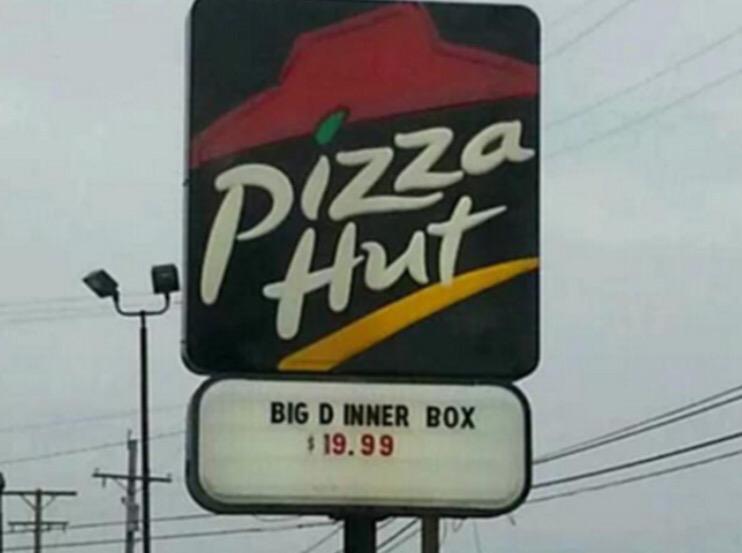 Pizza
Hut
BIG D INNER BOX
$19.99